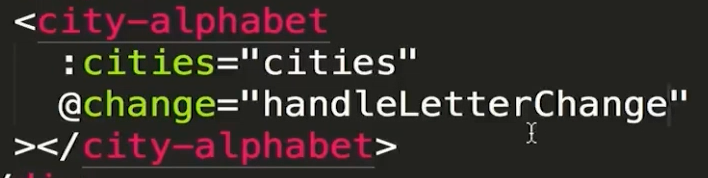 <city-alphabet
:cities="cities"
@change="handleLetterChange"
></city-alphabet>